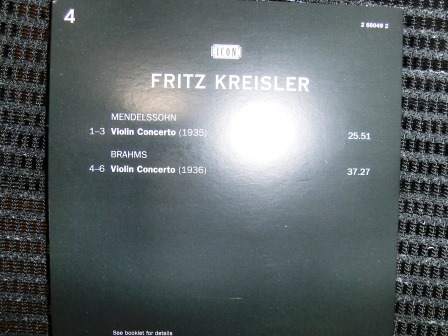 4
2 65049 2
ICON
FRITZ KREISLER
MENDELSSOHN
1–3 Violin Concerto (1935) 25.51
BRAHMS
4–6 Violin Concerto (1936) 37.27
See booklet for details